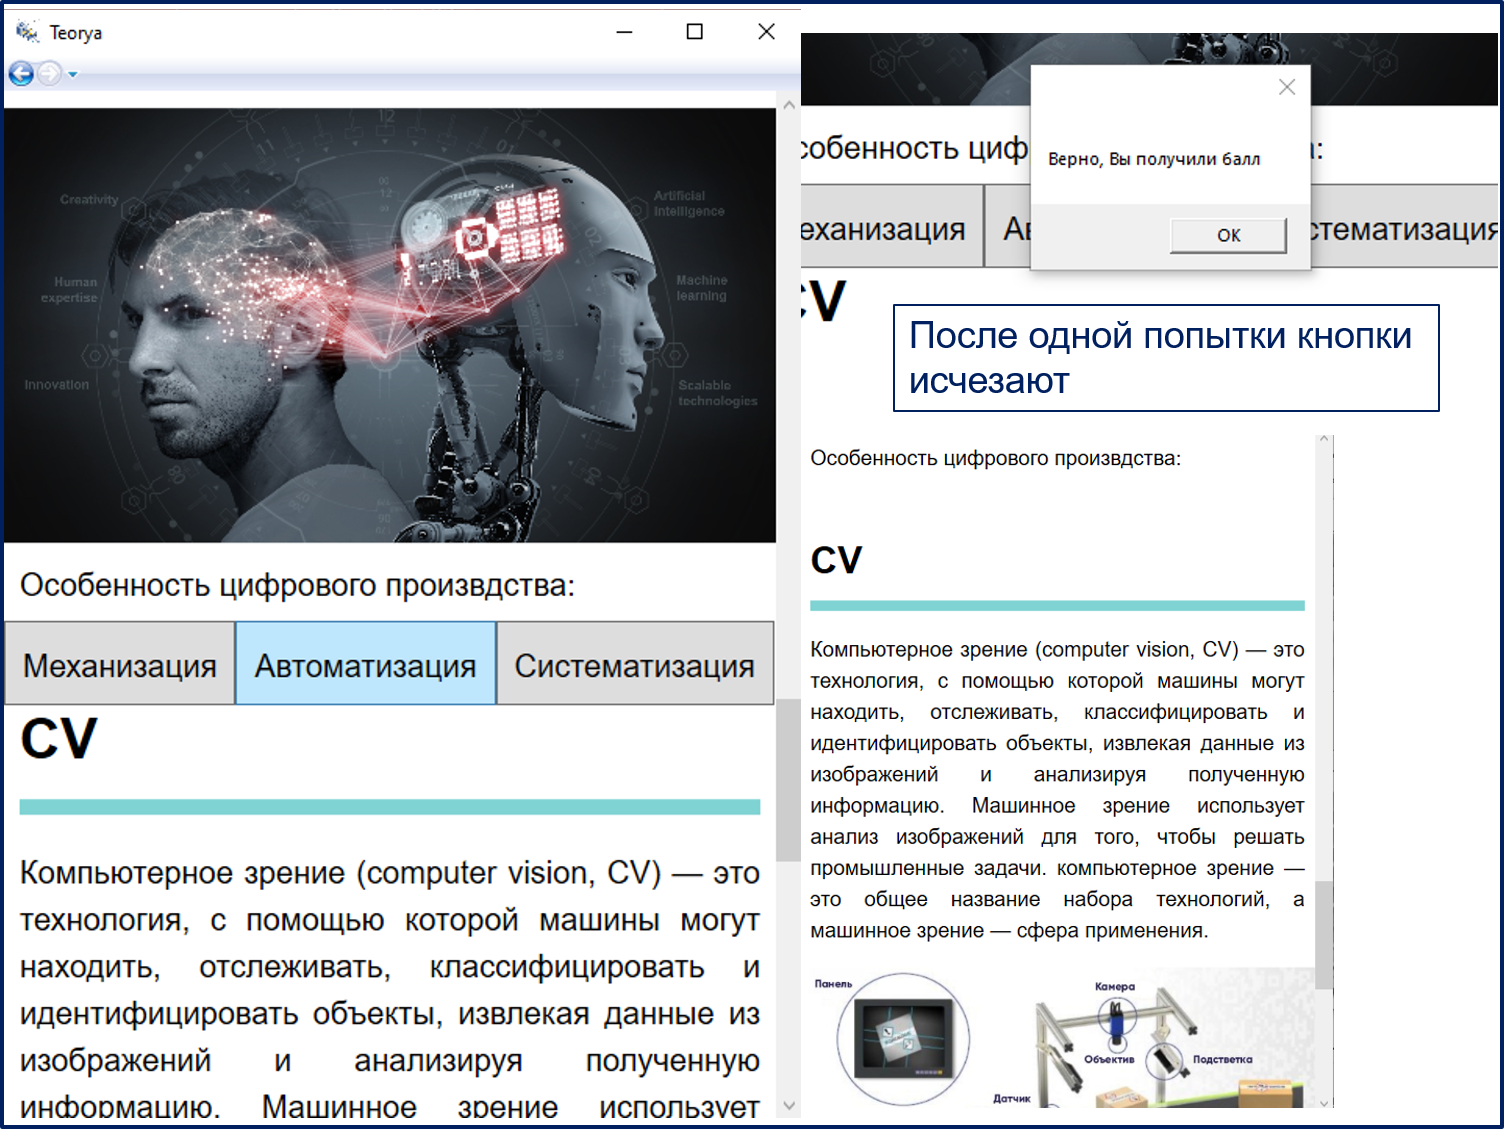 Teorya
Creativity
Human
expertise
Innovation
Artificial
Intelligence
Machine
learning
Scalable
technologies
Особенность цифрового произвдства:
Механизация
Автоматизация
Систематизация
CV
Компьютерное зрение (computer vision, CV) — это
технология, с помощью которой машины могут
находить, отслеживать, классифицировать и
идентифицировать объекты, извлекая данные из
изображений и анализируя полученную
информацию. Машинное зрение использует
собенность циф
а:
Верно, Вы получили балл
OK
еханизация
Ав
стематизация
CV
После одной попытки кнопки
исчезают
Особенность цифрового произвдства:
CV
Компьютерное зрение (computer vision, CV) — это
технология, с помощью которой машины могут
находить, отслеживать, классифицировать и
идентифицировать объекты, извлекая данные из
изображений и анализируя полученную
информацию. Машинное зрение использует
анализ изображений для того, чтобы решать
промышленные задачи. компьютерное зрение —
это общее название набора технологий, а
машинное зрение — сфера применения.
Панель
Камера
Объектив
Подстветка
Датчик